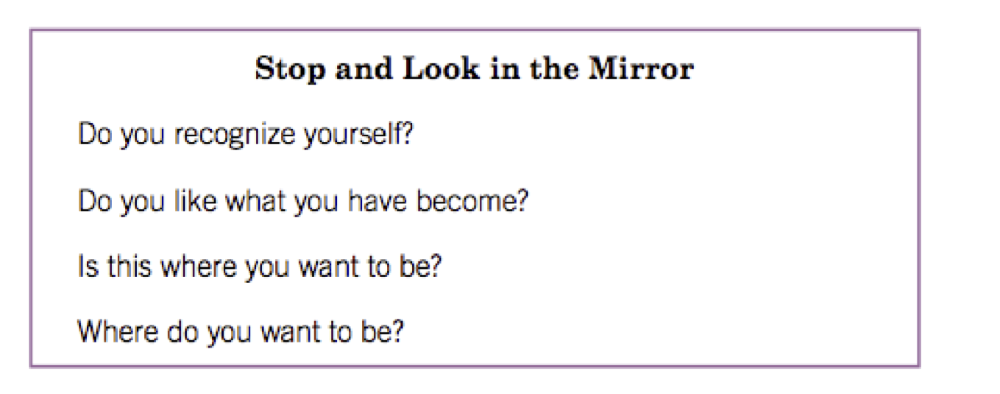 Stop and Look in the Mirror
Do you recognize yourself?
Do you like what you have become?
Is this where you want to be?
Where do you want to be?